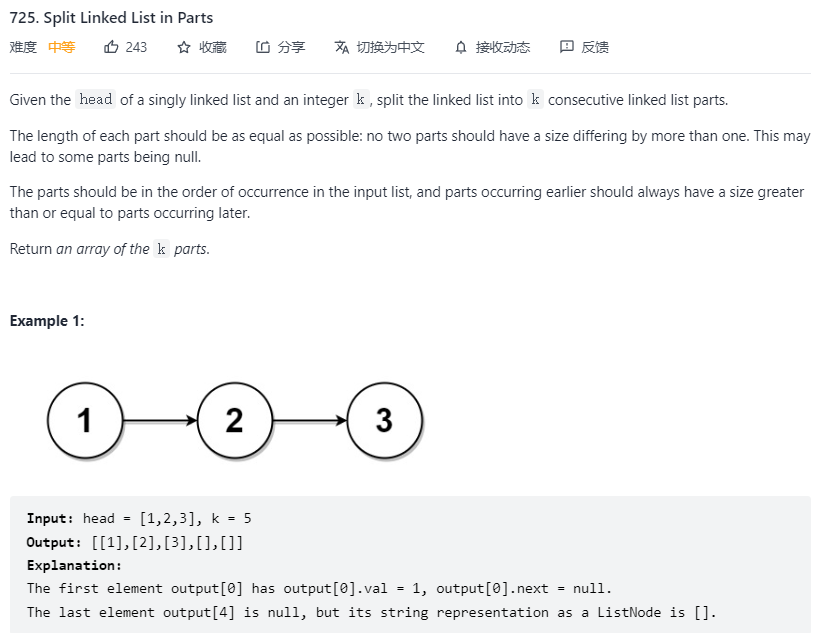 725. Split Linked List in Parts
难度 中等 243 收藏 分享 切换为中文 接收动态 反馈
Given the head of a singly linked list and an integer k, split the linked list into k consecutive linked list parts.
The length of each part should be as equal as possible: no two parts should have a size differing by more than one. This may
lead to some parts being null.
The parts should be in the order of occurrence in the input list, and parts occurring earlier should always have a size greater
than or equal to parts occurring later.
Return an array of the k parts.
Example 1:
1 2 3
Input: head = [1,2,3], k = 5
Output: [[1],[2],[3],[],[]]
Explanation:
The first element output[0] has output[0].val = 1, output[0].next = null.
The last element output[4] is null, but its string representation as a ListNode is [].